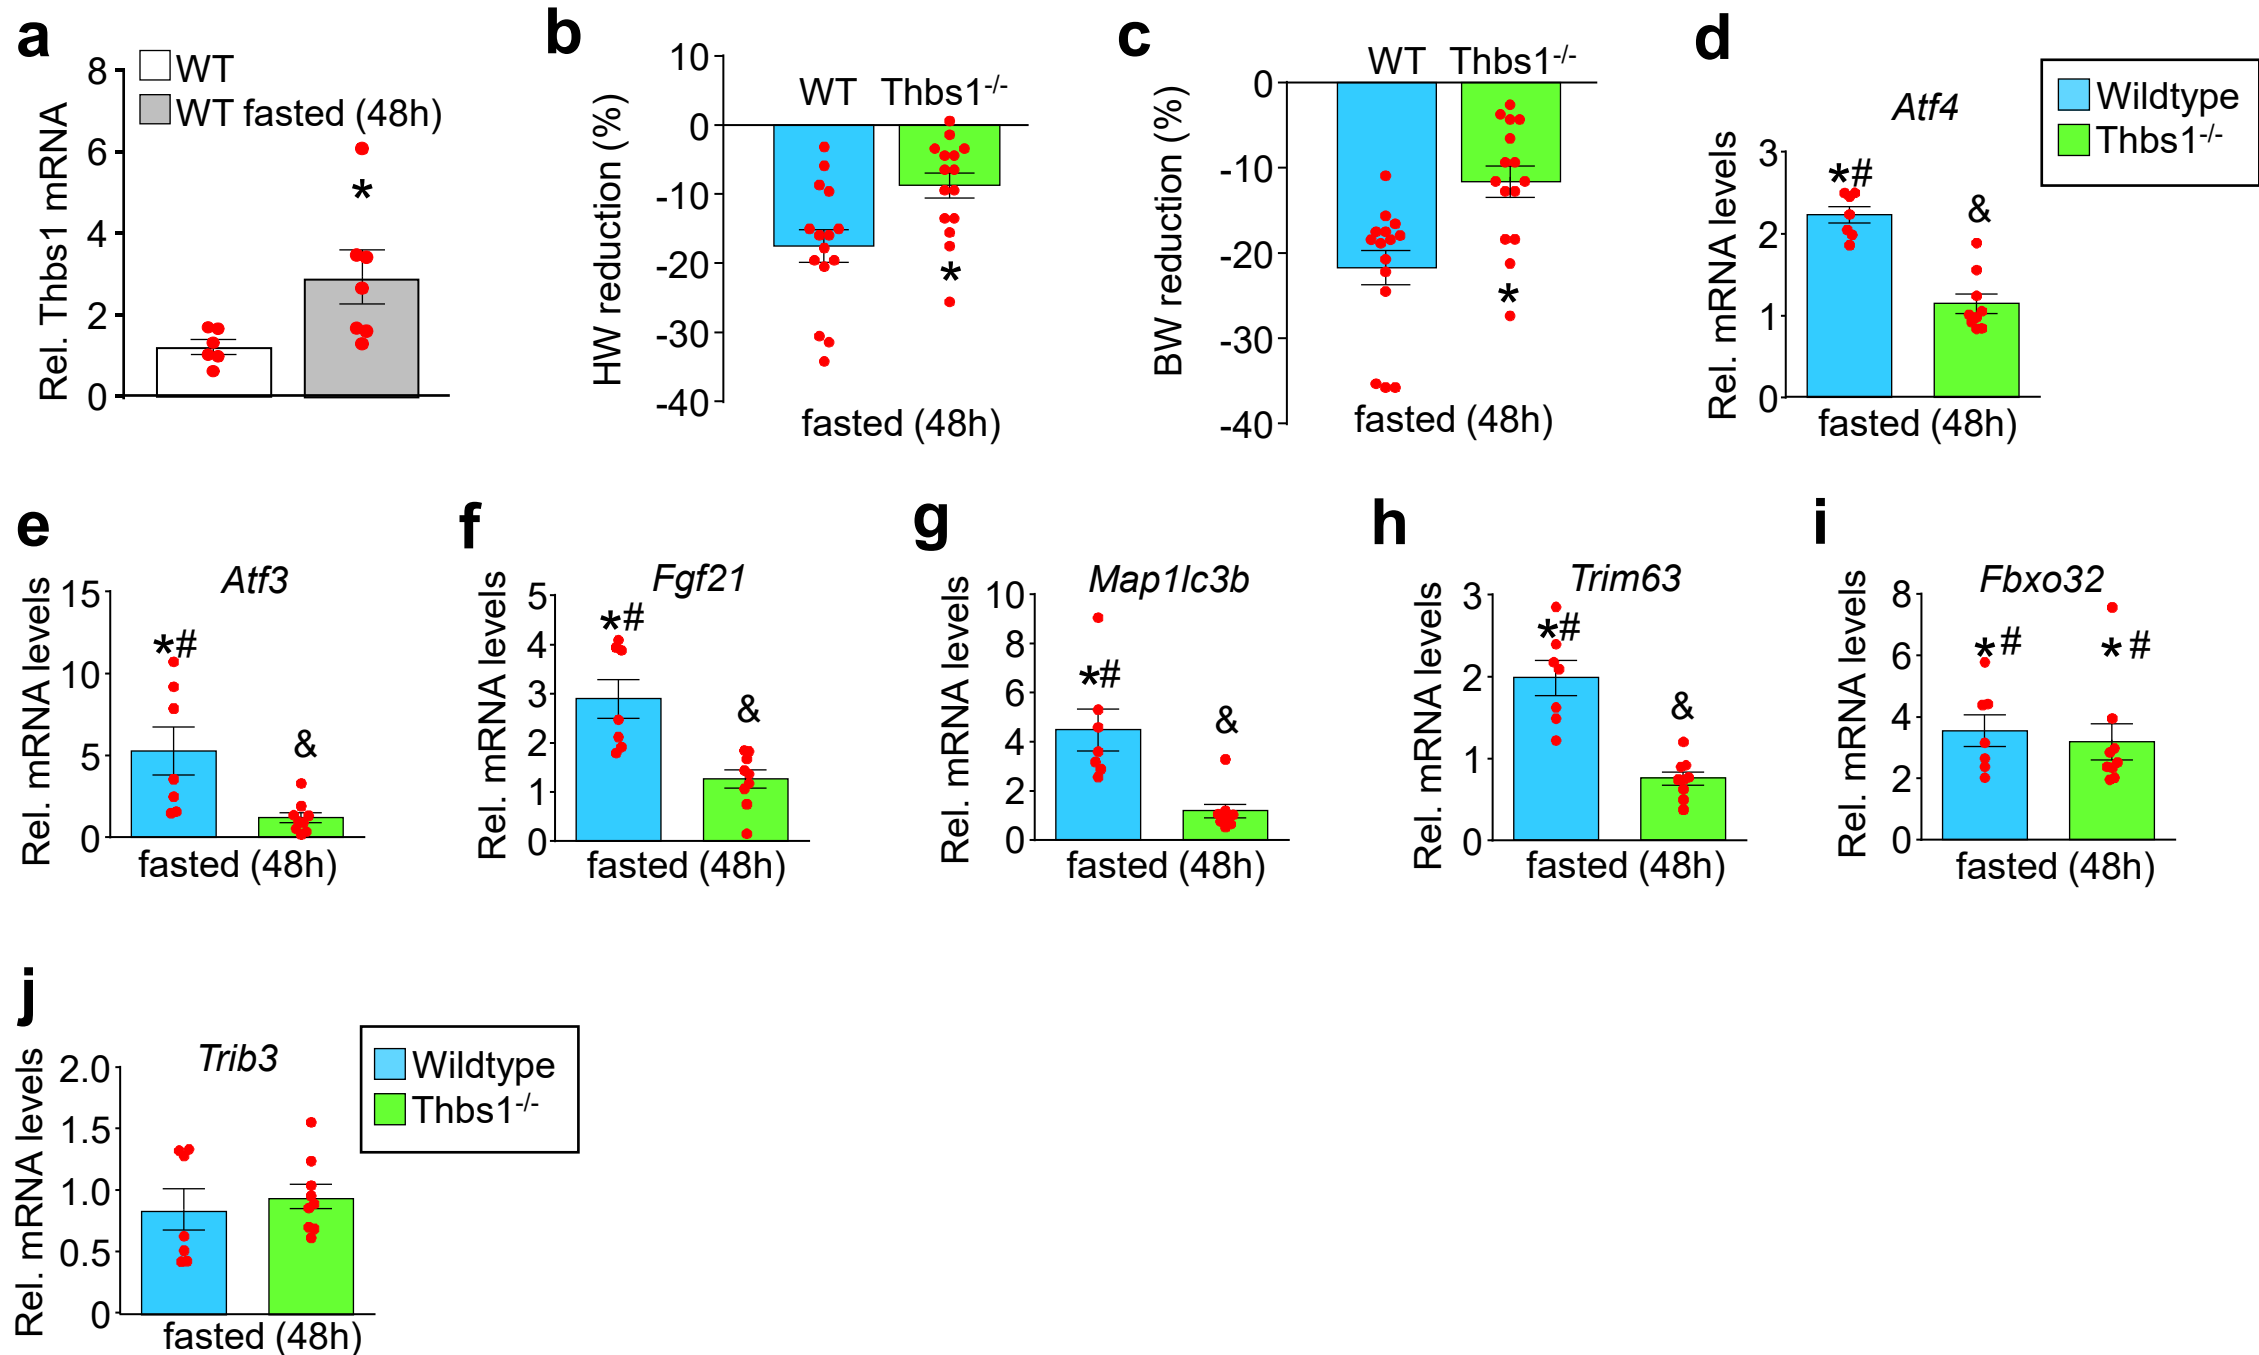 a
WT
WT fasted (48h)
Rel. Thbs1 mRNA
8
6
4
2
0
*
b
HW reduction (%)
10
0
-10
-20
-30
-40
WT Thbs1-/-
*
fasted (48h)
c
BW reduction (%)
0
-10
-20
-30
-40
WT Thbs1-/-
*
fasted (48h)
d
Atf4
Rel. mRNA levels
3
2
1
0
*#
&
fasted (48h)
Wildtype
Thbs1-/-
e
Atf3
Rel. mRNA levels
15
10
5
0
*#
&
fasted (48h)
f
Fgf21
Rel. mRNA levels
5
4
3
2
1
0
*#
&
fasted (48h)
g
Map1lc3b
Rel. mRNA levels
10
8
6
4
2
0
*#
&
fasted (48h)
h
Trim63
Rel. mRNA levels
3
2
1
0
*#
&
fasted (48h)
i
Fbxo32
Rel. mRNA levels
8
6
4
2
0
*#
*#
fasted (48h)
j
Trib3
Rel. mRNA levels
2.0
1.5
1.0
0.5
0
fasted (48h)
Wildtype
Thbs1-/-